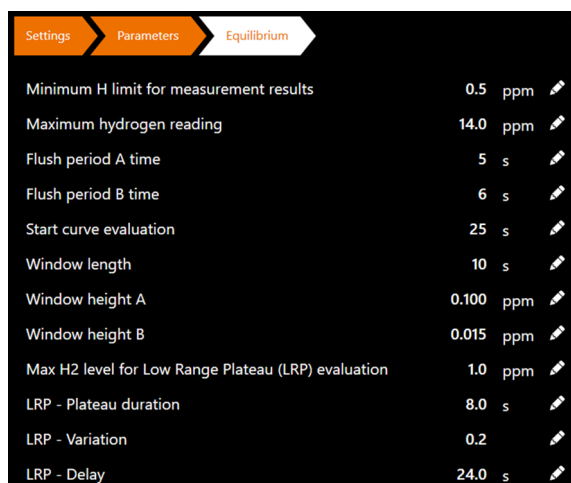 Settings Parameters Equilibrium
Minimum H limit for measurement results 0.5 ppm
Maximum hydrogen reading 14.0 ppm
Flush period A time 5 s
Flush period B time 6 s
Start curve evaluation 25 s
Window length 10 s
Window height A 0.100 ppm
Window height B 0.015 ppm
Max H2 level for Low Range Plateau (LRP) evaluation 1.0 ppm
LRP - Plateau duration 8.0 s
LRP - Variation 0.2
LRP - Delay 24.0 s